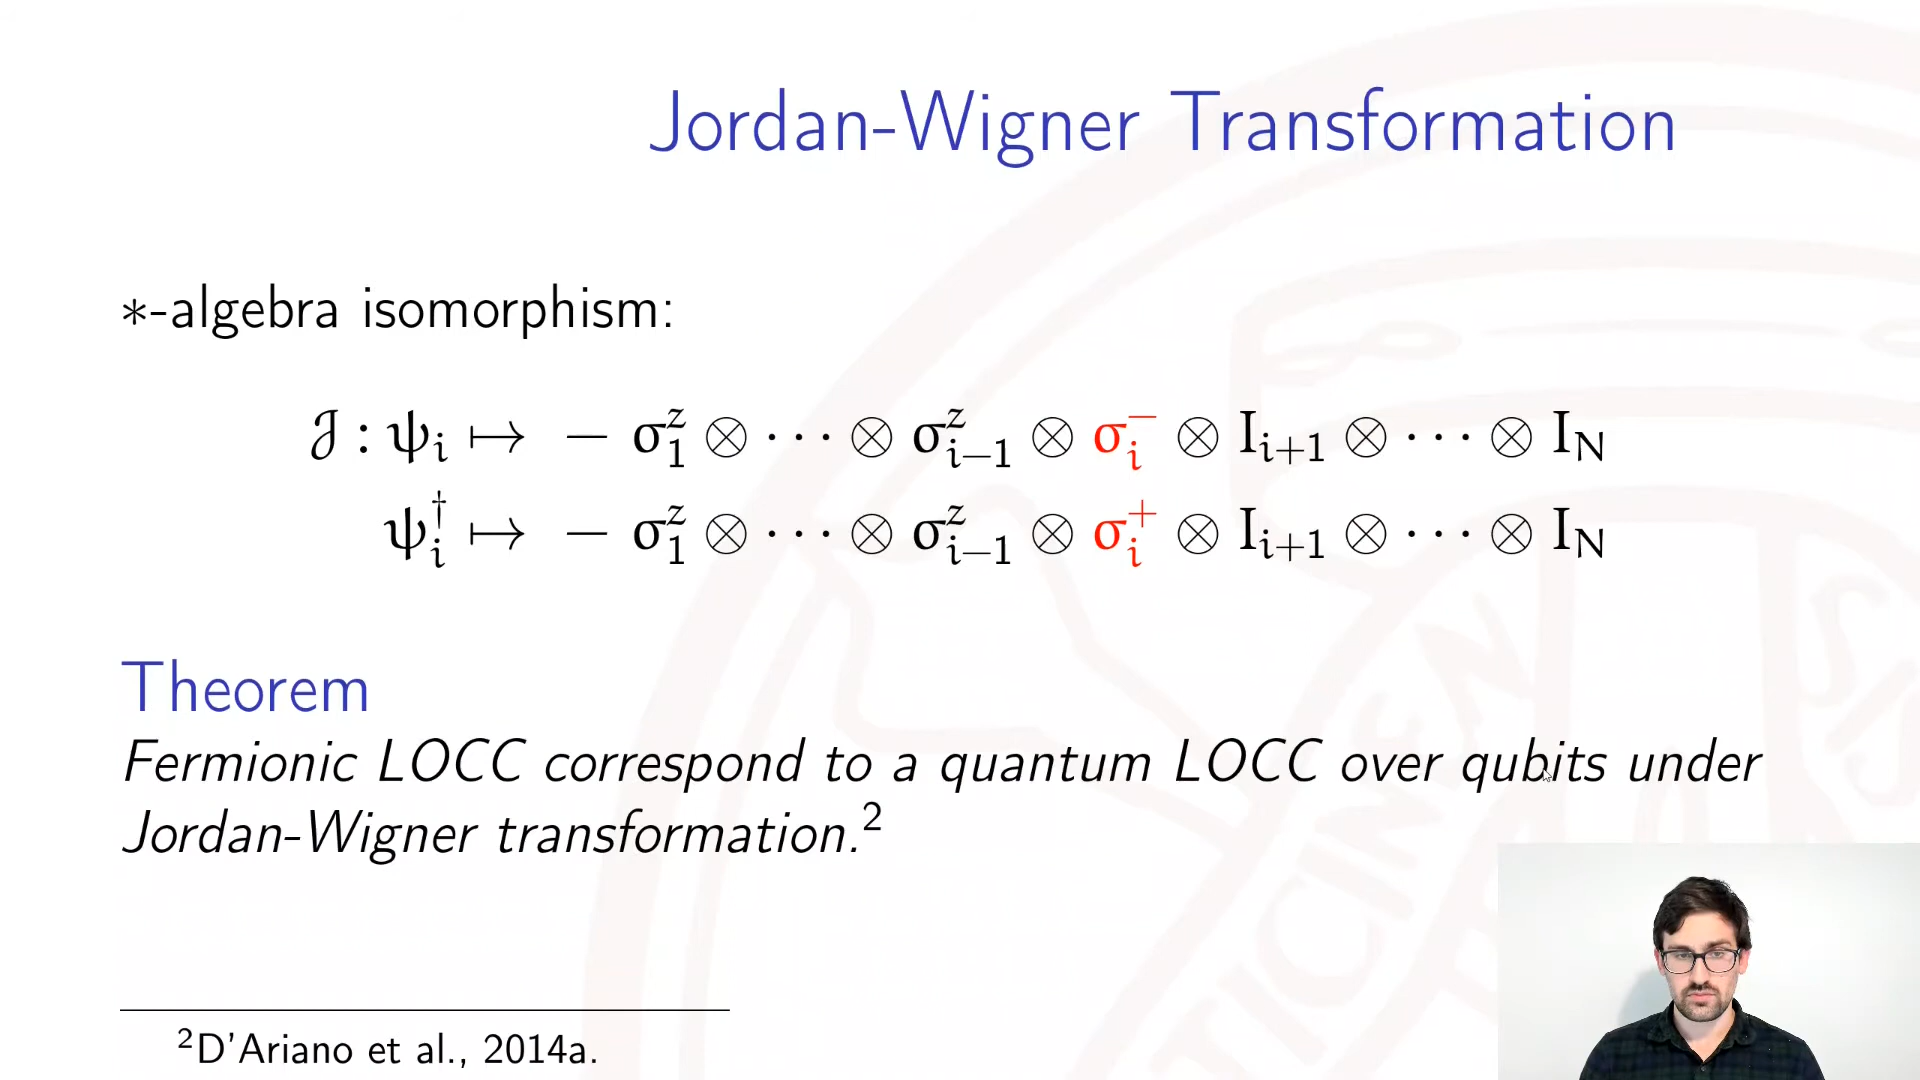 Jordan-Wigner Transformation
∗-algebra isomorphism:
𝒥 : ψ_i ↦ − σ^z_1 ⊗ ··· ⊗ σ^z_{i−1} ⊗ σ^−_i ⊗ I_{i+1} ⊗ ··· ⊗ I_N
ψ^†_i ↦ − σ^z_1 ⊗ ··· ⊗ σ^z_{i−1} ⊗ σ^+_i ⊗ I_{i+1} ⊗ ··· ⊗ I_N
Theorem
Fermionic LOCC correspond to a quantum LOCC over qubits under
Jordan-Wigner transformation.²
²D'Ariano et al., 2014a.